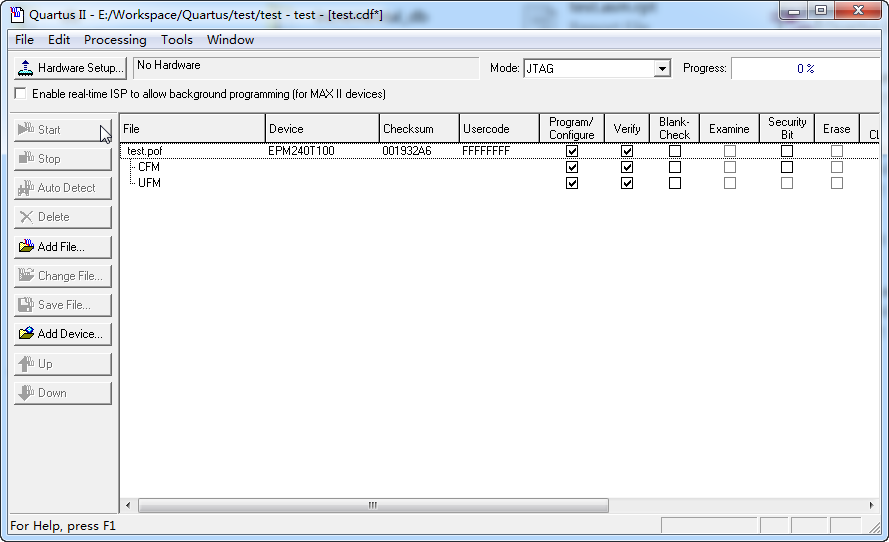 Quartus II - E:/Workspace/Quartus/test/test - test - [test.cdf*]
File Edit Processing Tools Window
Hardware Setup... No Hardware Mode: JTAG Progress: 0 %
Enable real-time ISP to allow background programming (for MAX II devices)
Start
Stop
Auto Detect
Delete
Add File...
Change File...
Save File...
Add Device...
Up
Down
File Device Checksum Usercode Program/ Configure Verify Blank- Check Examine Security Bit Erase
test.pof EPM240T100 001932A6 FFFFFFFF
CFM
UFM
For Help, press F1